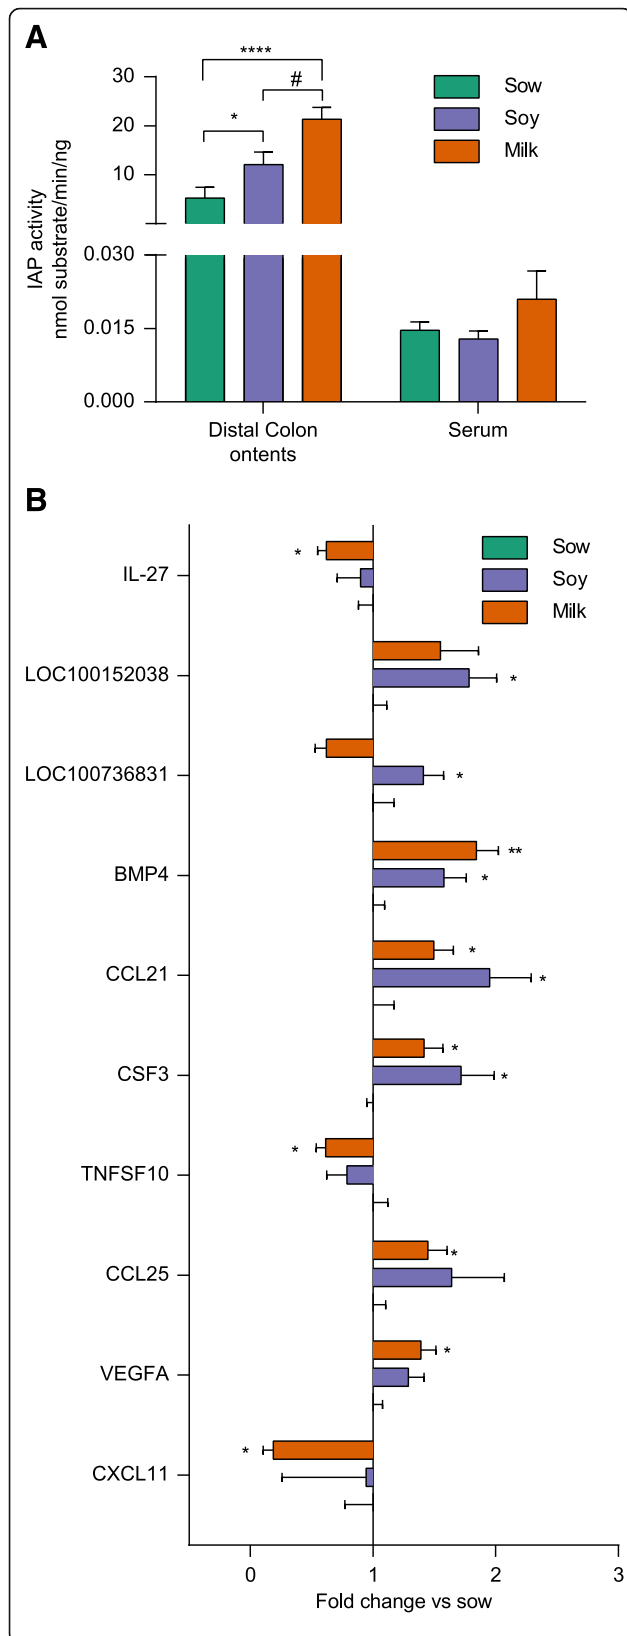 A
****
#
*
30
20
10
0.030
0.015
0.000
IAP activity
nmol substrate/min/ng
Sow
Soy
Milk
Distal Colon
ontents
Serum
B
Sow
Soy
Milk
*
IL-27
LOC100152038
*
LOC100736831
*
**
BMP4
*
*
CCL21
*
*
CSF3
*
*
TNFSF10
*
CCL25
*
VEGFA
*
CXCL11
0 1 2 3
Fold change vs sow